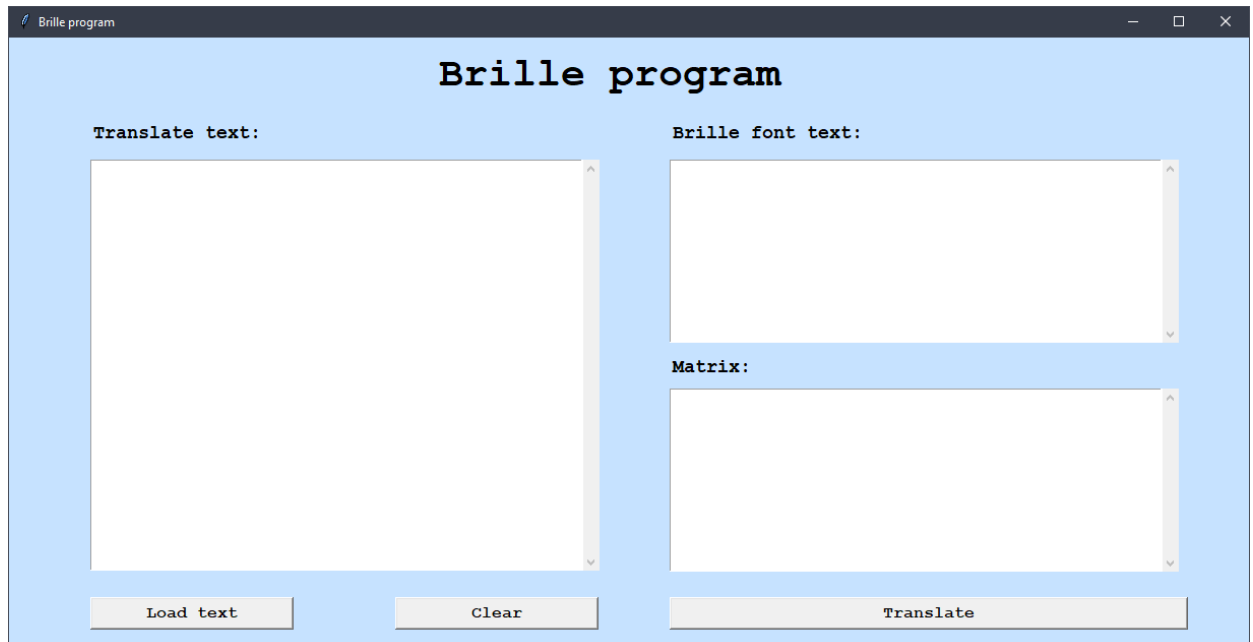 Brille program
Brille program
Translate text:
Brille font text:
Matrix:
Load text
Clear
Translate